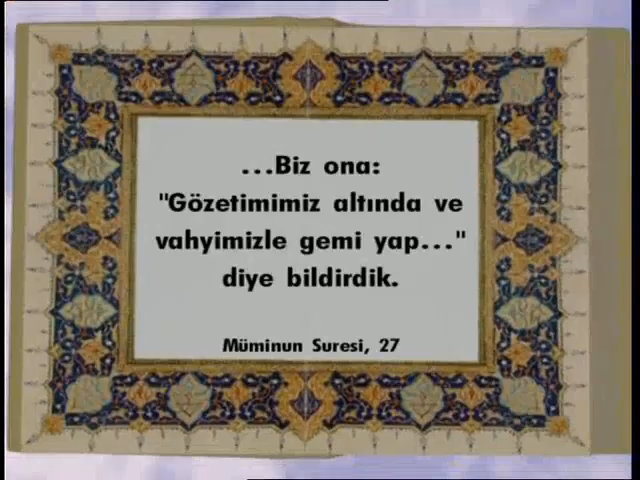 ...Biz ona:
"Gözetimimiz altında ve
vahyimizle gemi yap..."
diye bildirdik.
Müminun Suresi, 27